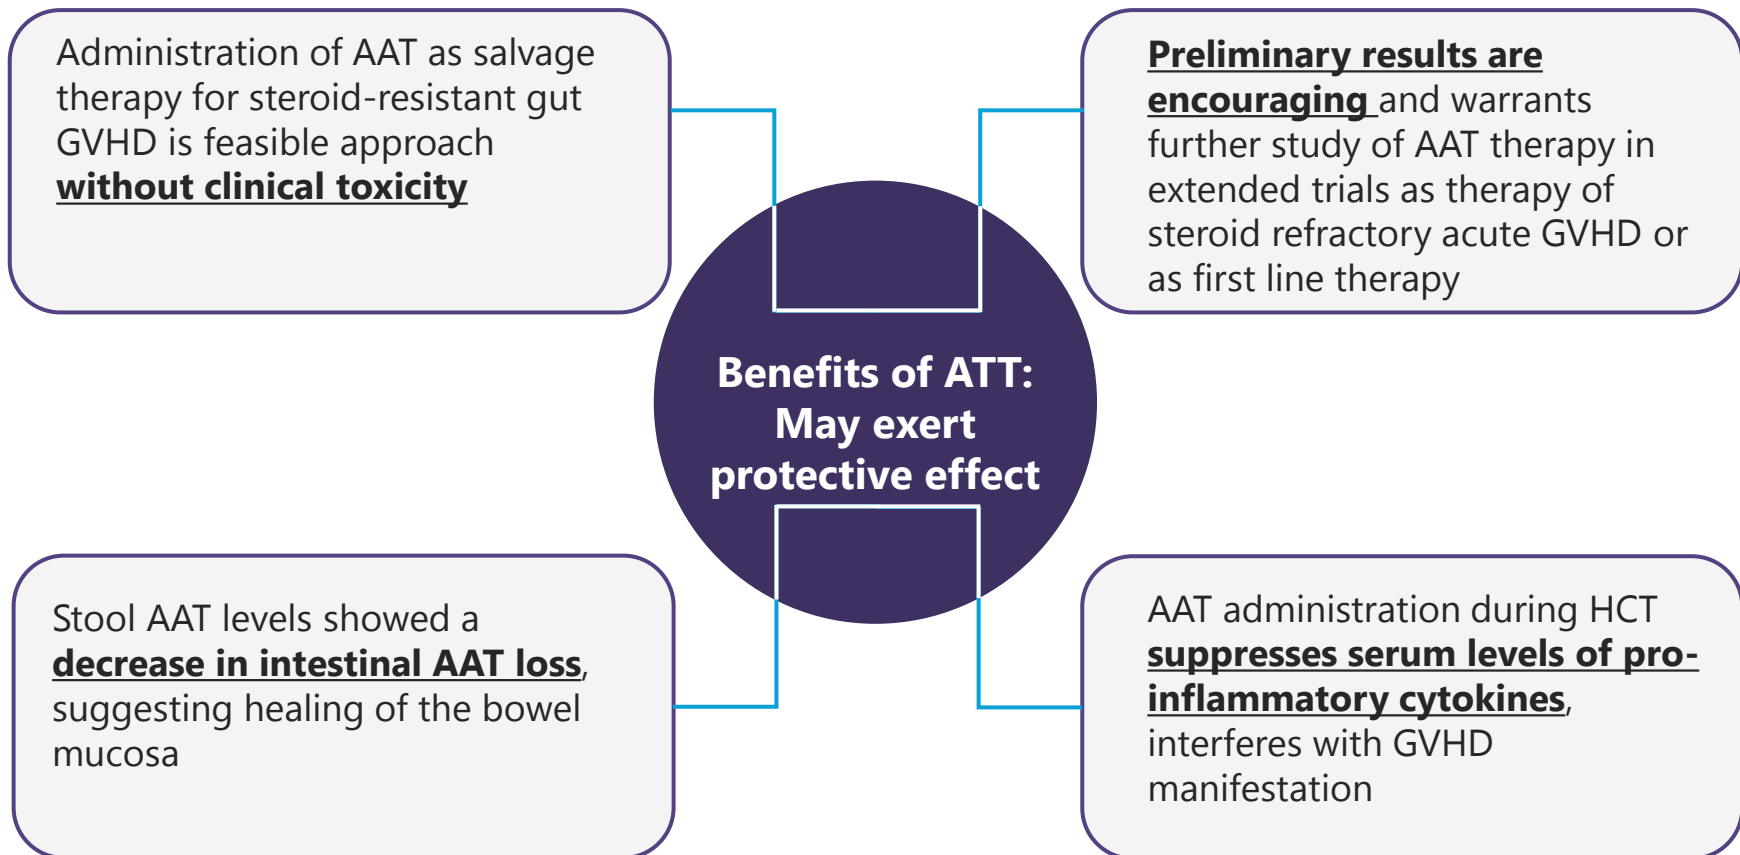 Administration of AAT as salvage
therapy for steroid-resistant gut
GVHD is feasible approach
without clinical toxicity
Preliminary results are
encouraging and warrants
further study of AAT therapy in
extended trials as therapy of
steroid refractory acute GVHD or
as first line therapy
Benefits of ATT:
May exert
protective effect
Stool AAT levels showed a
decrease in intestinal AAT loss,
suggesting healing of the bowel
mucosa
AAT administration during HCT
suppresses serum levels of pro-
inflammatory cytokines,
interferes with GVHD
manifestation